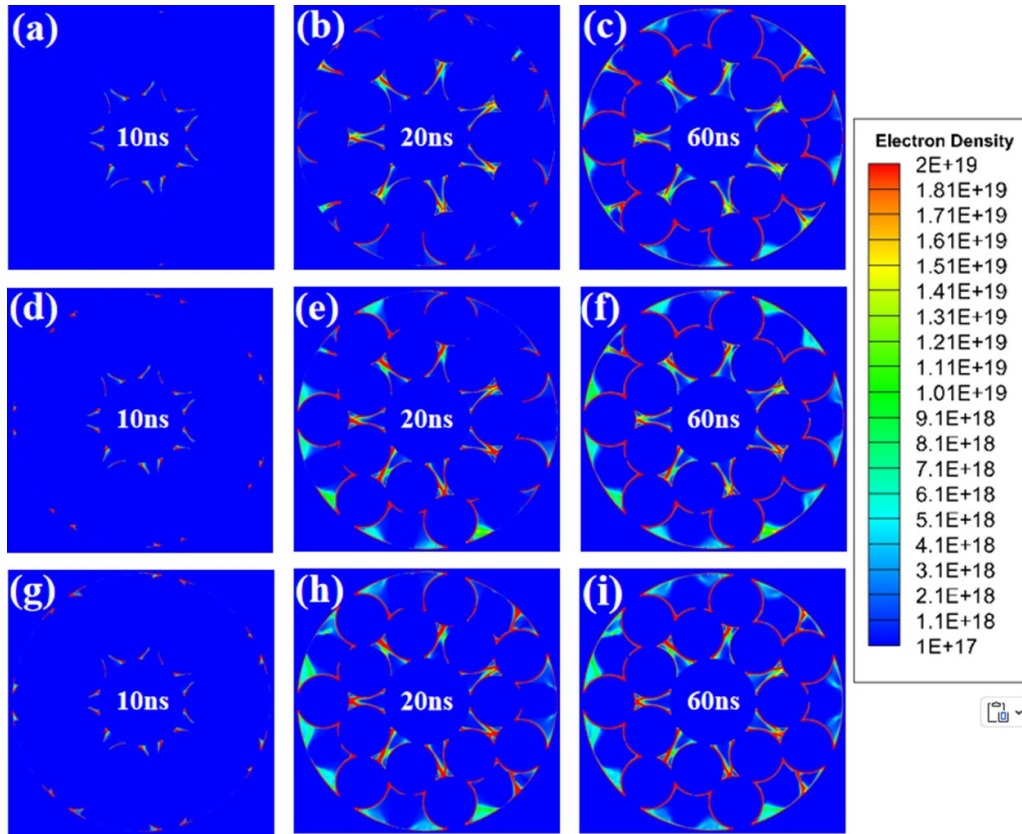 (a)
10ns
(b)
20ns
(c)
60ns
(d)
10ns
(e)
20ns
(f)
60ns
(g)
10ns
(h)
20ns
(i)
60ns
Electron Density
2E+19
1.81E+19
1.71E+19
1.61E+19
1.51E+19
1.41E+19
1.31E+19
1.21E+19
1.11E+19
1.01E+19
9.1E+18
8.1E+18
7.1E+18
6.1E+18
5.1E+18
4.1E+18
3.1E+18
2.1E+18
1.1E+18
1E+17